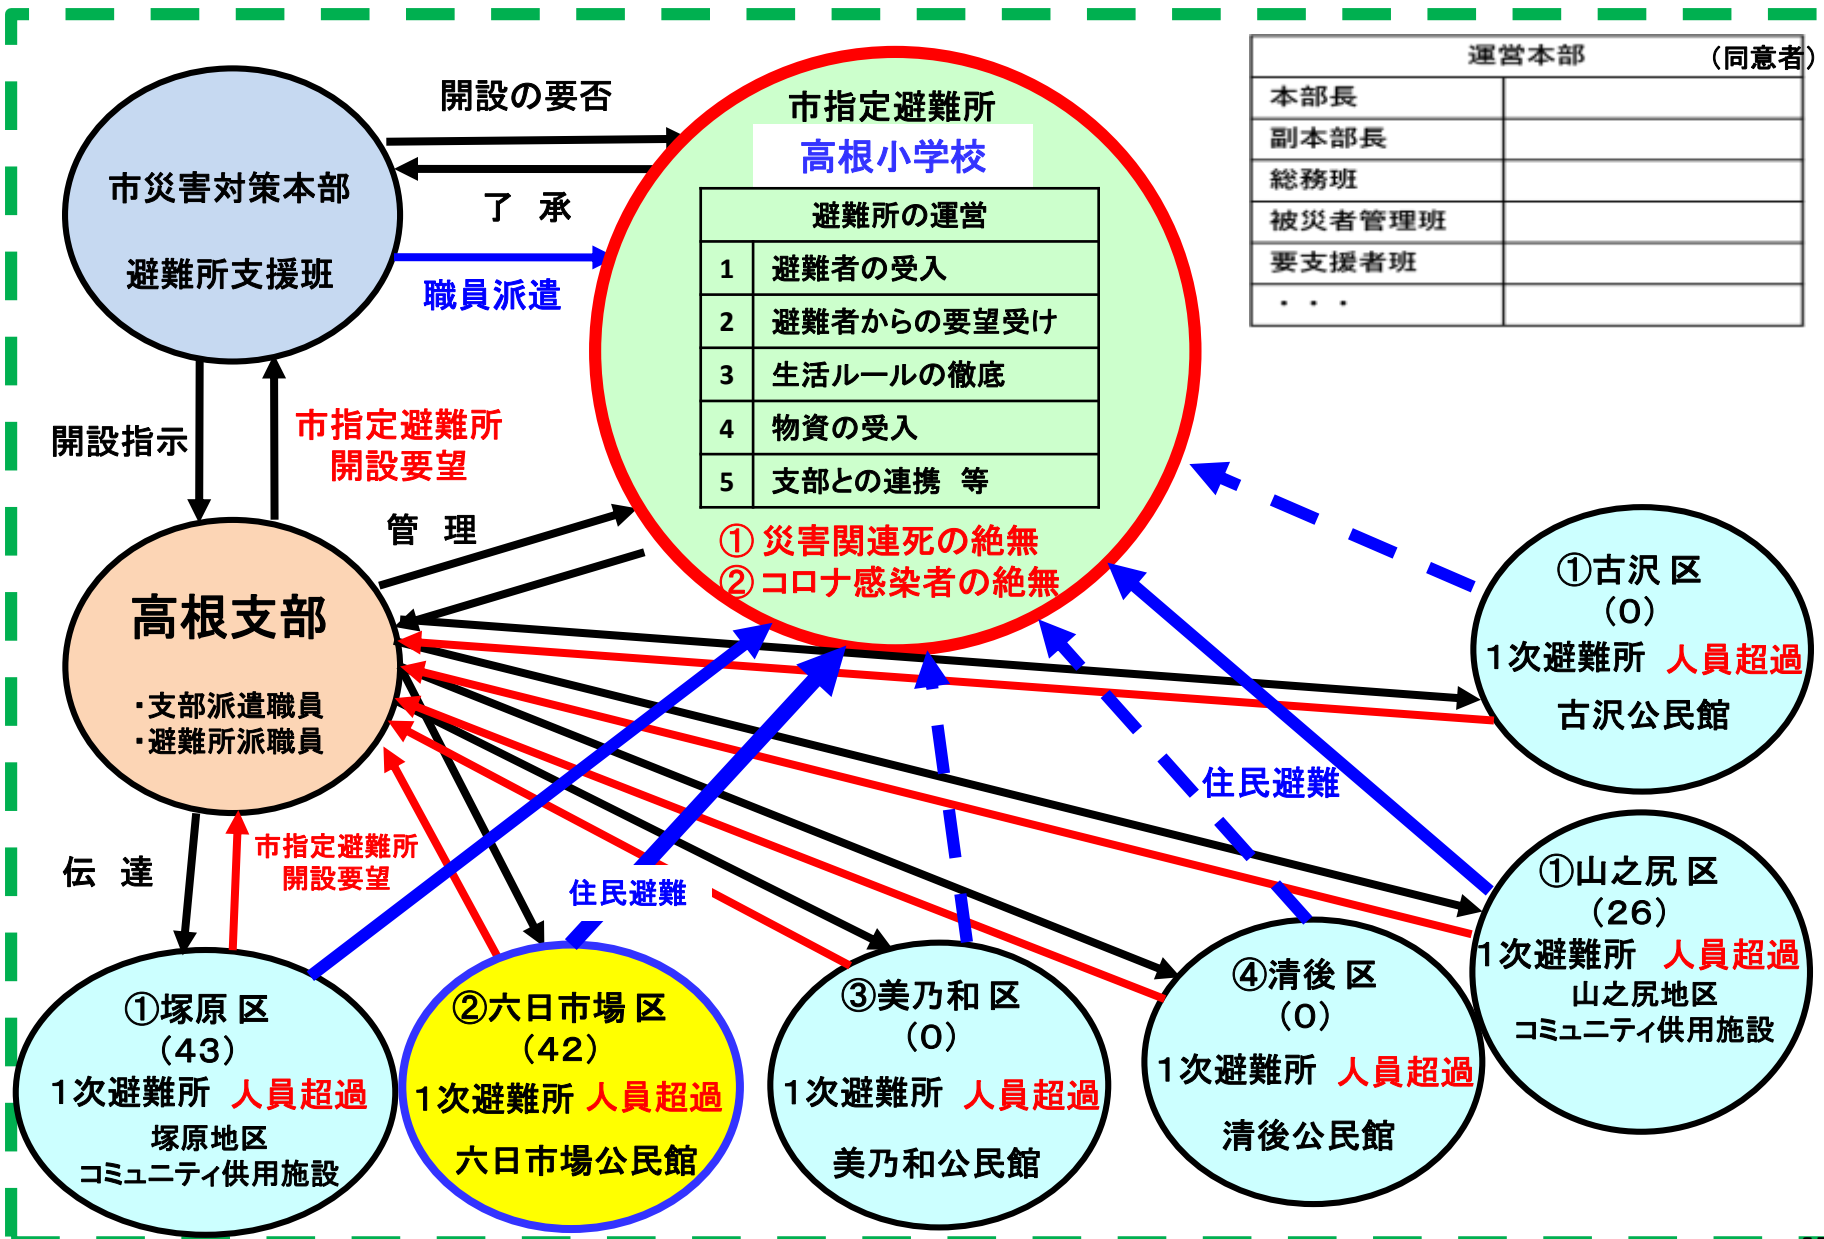 運営本部
（同意者）
本部長
副本部長
総務班
被災者管理班
要支援者班
・・・
開設の要否
了　承
職員派遣
市災害対策本部
避難所支援班
市指定避難所
高根小学校
避難所の運営
1 避難者の受入
2 避難者からの要望受け
3 生活ルールの徹底
4 物資の受入
5 支部との連携　等
①災害関連死の絶無
②コロナ感染者の絶無
開設指示
市指定避難所
開設要望
管　理
高根支部
・支部派遣職員
・避難所派職員
伝　達
市指定避難所
開設要望
住民避難
住民避難
①古沢 区
（０）
１次避難所　人員超過
古沢公民館
①山之尻 区
（26）
１次避難所　人員超過
山之尻地区
コミュニティ供用施設
①塚原 区
（43）
１次避難所　人員超過
塚原地区
コミュニティ供用施設
②六日市場 区
（42）
１次避難所　人員超過
六日市場公民館
③美乃和 区
（０）
１次避難所　人員超過
美乃和公民館
④清後 区
（０）
１次避難所　人員超過
清後公民館